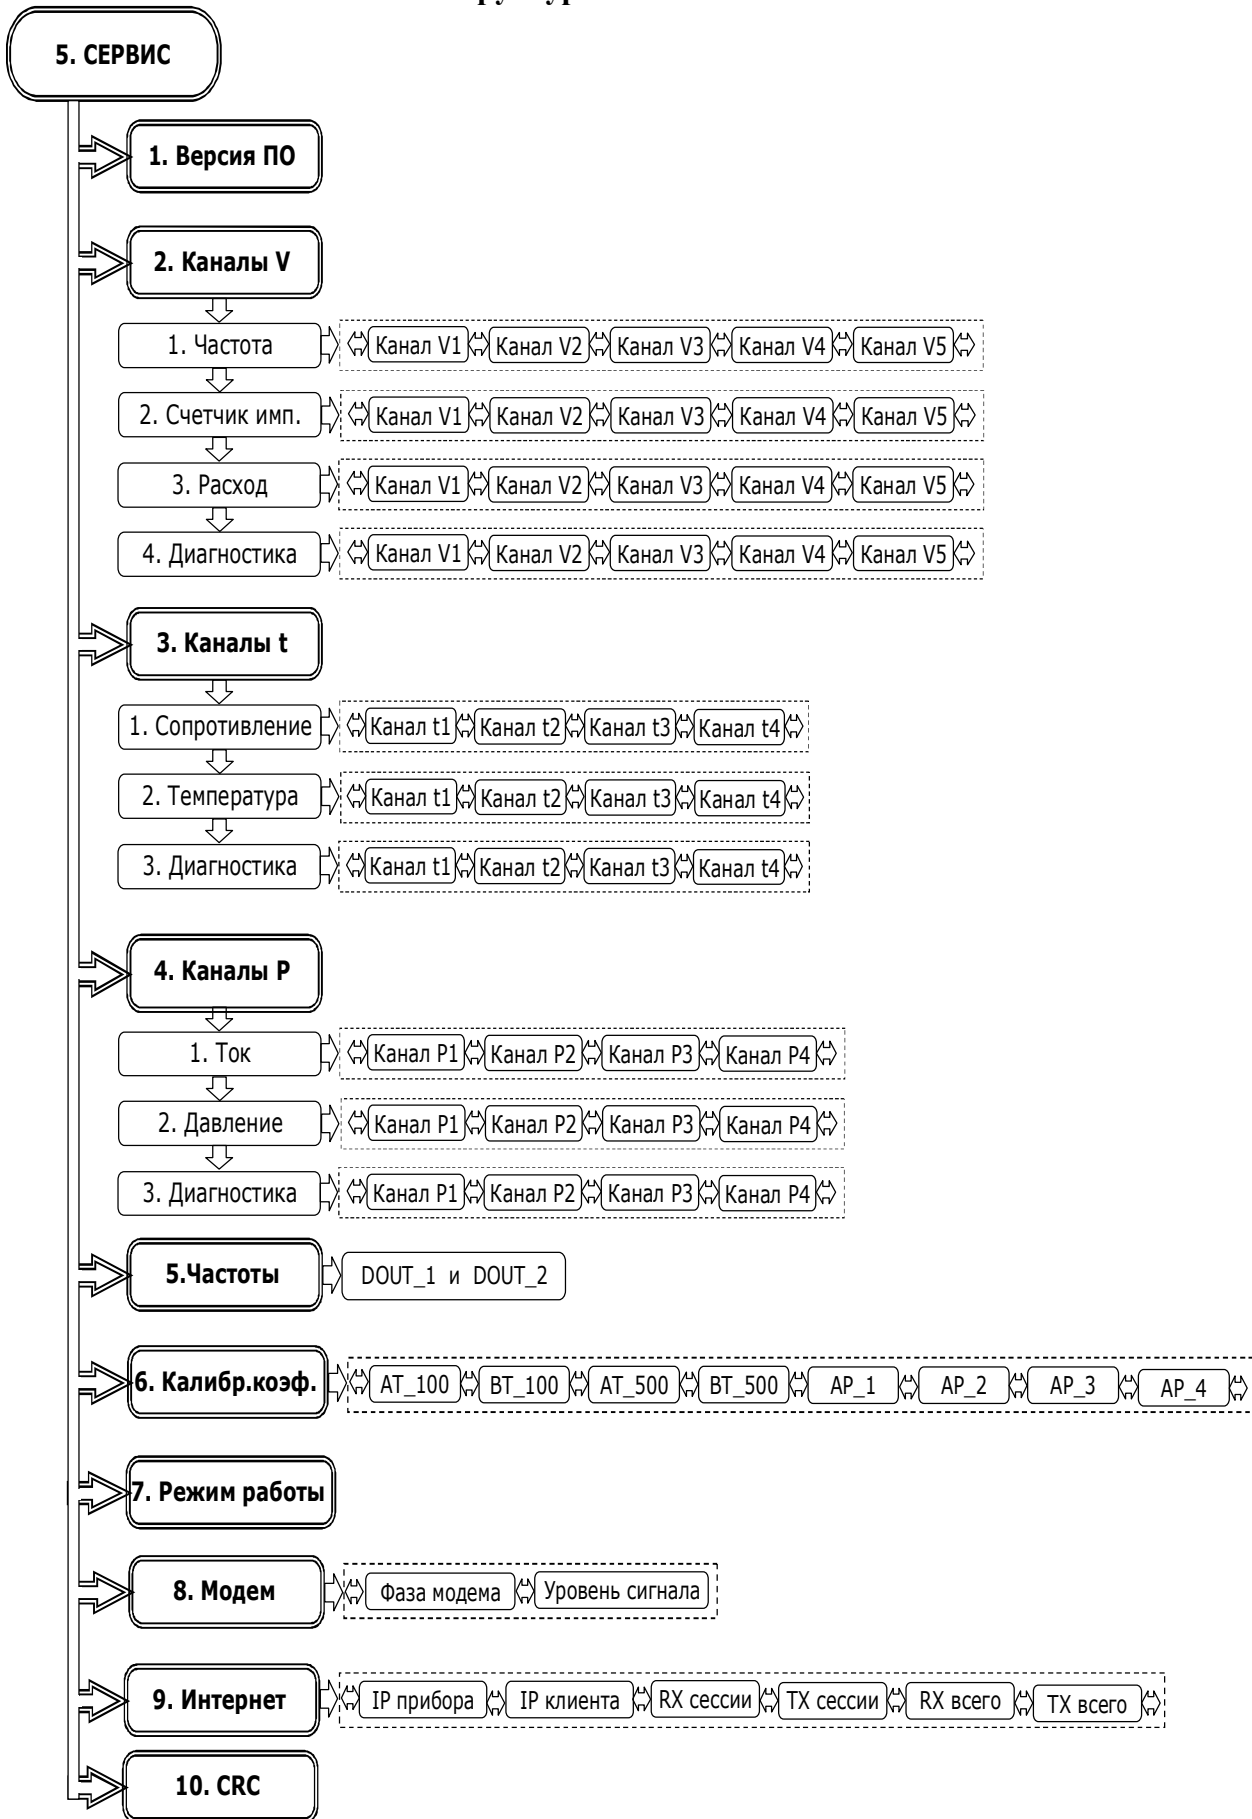 5. СЕРВИС
1. Версия ПО
2. Каналы V
1. Частота Канал V1 Канал V2 Канал V3 Канал V4 Канал V5
2. Счетчик имп. Канал V1 Канал V2 Канал V3 Канал V4 Канал V5
3. Расход Канал V1 Канал V2 Канал V3 Канал V4 Канал V5
4. Диагностика Канал V1 Канал V2 Канал V3 Канал V4 Канал V5
3. Каналы t
1. Сопротивление Канал t1 Канал t2 Канал t3 Канал t4
2. Температура Канал t1 Канал t2 Канал t3 Канал t4
3. Диагностика Канал t1 Канал t2 Канал t3 Канал t4
4. Каналы P
1. Ток Канал P1 Канал P2 Канал P3 Канал P4
2. Давление Канал P1 Канал P2 Канал P3 Канал P4
3. Диагностика Канал P1 Канал P2 Канал P3 Канал P4
5.Частоты DOUT_1 и DOUT_2
6. Калибр.коэф. AT_100 BT_100 AT_500 BT_500 AP_1 AP_2 AP_3 AP_4
7. Режим работы
8. Модем Фаза модема Уровень сигнала
9. Интернет IP прибора IP клиента RX сессии TX сессии RX всего TX всего
10. CRC